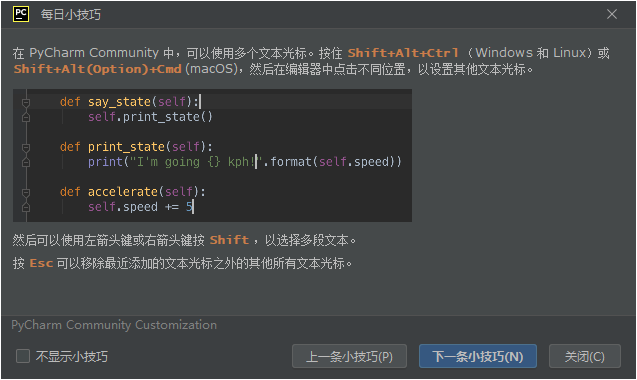 PC
每日小技巧
在 PyCharm Community 中，可以使用多个文本光标。按住 Shift+Alt+Ctrl （Windows 和 Linux）或
Shift+Alt(Option)+Cmd (macOS)，然后在编辑器中点击不同位置，以设置其他文本光标。
def say_state(self):
self.print_state()
def print_state(self):
print("I'm going {} kph!".format(self.speed))
def accelerate(self):
self.speed += 5
然后可以使用左箭头键或右箭头键按 Shift ，以选择多段文本。
按 Esc 可以移除最近添加的文本光标之外的其他所有文本光标。
PyCharm Community Customization
不显示小技巧
上一条小技巧(P)
下一条小技巧(N)
关闭(C)